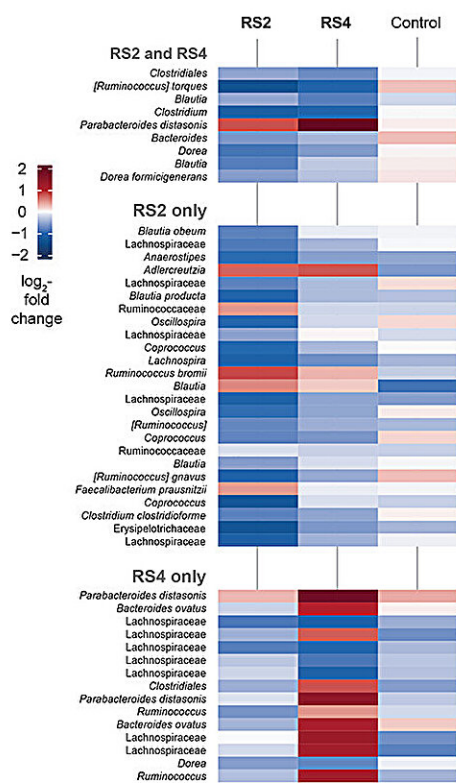 RS2 RS4 Control
RS2 and RS4
Clostridiales
[Ruminococcus] torques
Blautia
Clostridium
Parabacteroides distasonis
Bacteroides
Dorea
Blautia
Dorea formicigenerans
2
1
0
−1
−2
log2-
fold
change
RS2 only
Blautia obeum
Lachnospiraceae
Anaerostipes
Adlercreutzia
Lachnospiraceae
Blautia producta
Ruminococcaceae
Oscillospira
Lachnospiraceae
Coprococcus
Lachnospira
Ruminococcus bromii
Blautia
Lachnospiraceae
Oscillospira
[Ruminococcus]
Coprococcus
Ruminococcaceae
Blautia
[Ruminococcus] gnavus
Faecalibacterium prausnitzii
Coprococcus
Clostridium clostridioforme
Erysipelotrichaceae
Lachnospiraceae
RS4 only
Parabacteroides distasonis
Bacteroides ovatus
Lachnospiraceae
Lachnospiraceae
Lachnospiraceae
Lachnospiraceae
Lachnospiraceae
Clostridiales
Parabacteroides distasonis
Ruminococcus
Bacteroides ovatus
Lachnospiraceae
Lachnospiraceae
Dorea
Ruminococcus